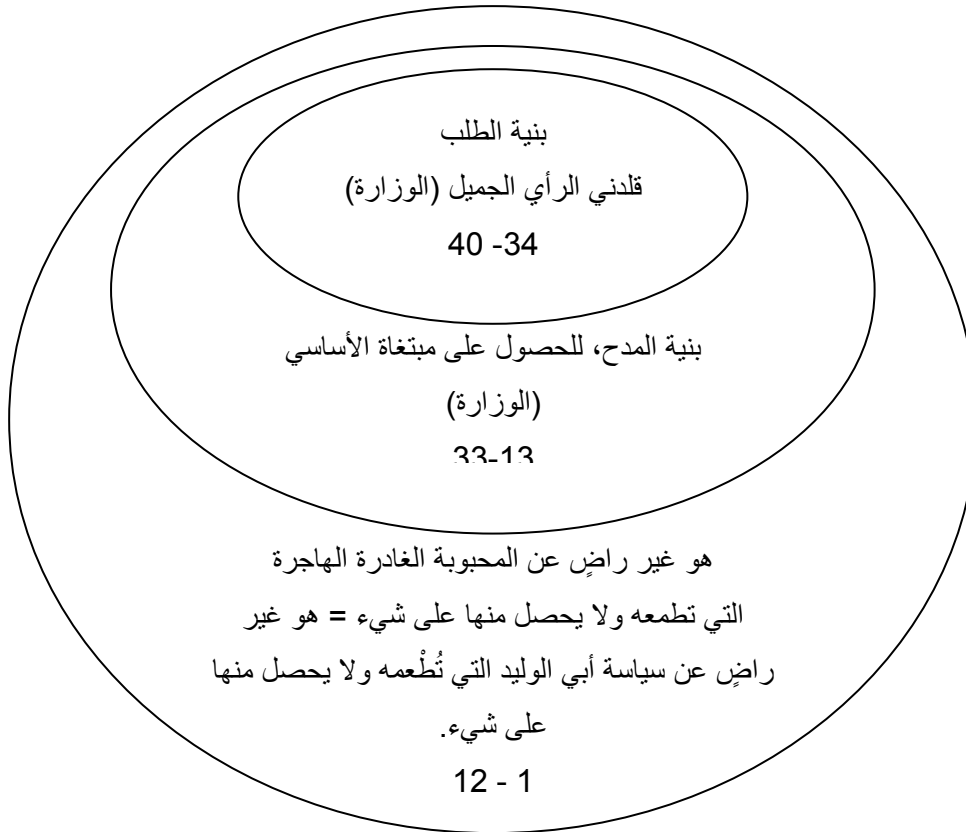 بنية الطلب
قلدني الرأي الجميل (الوزارة)
34- 40
بنية المدح، للحصول على مبتغاة الأساسي
(الوزارة)
13-33
هو غير راضٍ عن المحبوبة الغادرة الهاجرة
التي تطمعه ولا يحصل منها على شيء = هو غير
راضٍ عن سياسة أبي الوليد التي تُطْعمه ولا يحصل منها
على شيء.
1 - 12